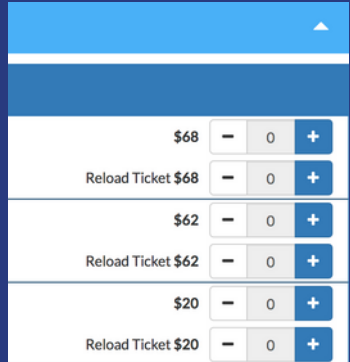 $68 − 0 +
Reload Ticket $68 − 0 +
$62 − 0 +
Reload Ticket $62 − 0 +
$20 − 0 +
Reload Ticket $20 − 0 +